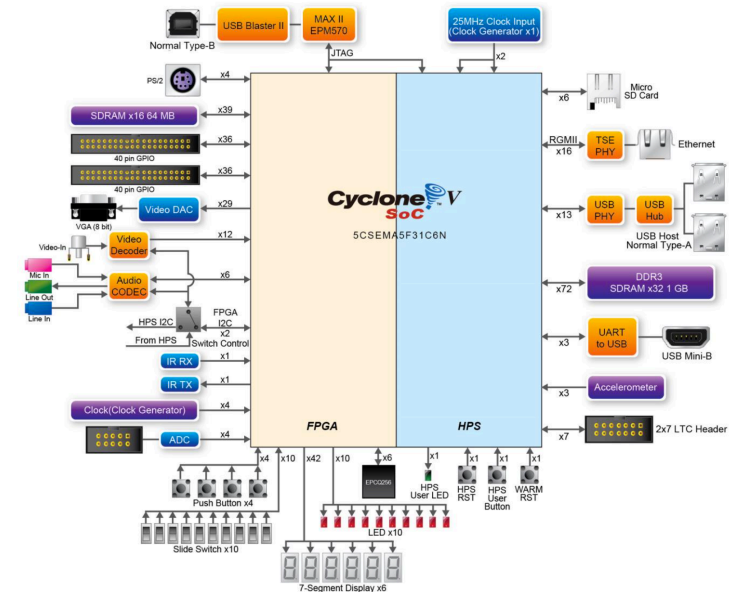 Normal Type-B
USB Blaster II
MAX II
EPM570
JTAG
25MHz Clock Input
(Clock Generator x1)
x2
PS/2
x4
SDRAM x16 64 MB
x39
x36
40 pin GPIO
x36
40 pin GPIO
Video DAC
x29
VGA (8 bit)
Video-In
Video
Decoder
x12
Mic In
Line Out
Line In
Audio
CODEC
x6
HPS I2C
FPGA
I2C
x2
From HPS
Switch Control
IR RX
x1
IR TX
x1
Clock(Clock Generator)
x4
ADC
x4
Cyclone V
SoC
TM
5CSEMA5F31C6N
FPGA
HPS
x6
Micro
SD Card
RGMII
x16
TSE
PHY
Ethernet
x13
USB
PHY
USB
Hub
USB Host
Normal Type-A
x72
DDR3
SDRAM x32 1 GB
x3
UART
to USB
USB Mini-B
x3
Accelerometer
x7
2x7 LTC Header
x4
x10
x42
x10
x6
x1
x1
x1
x1
Push Button x4
EPCQ256
HPS
User LED
HPS
RST
HPS
User
Button
WARM
RST
Slide Switch x10
LED x10
7-Segment Display x6